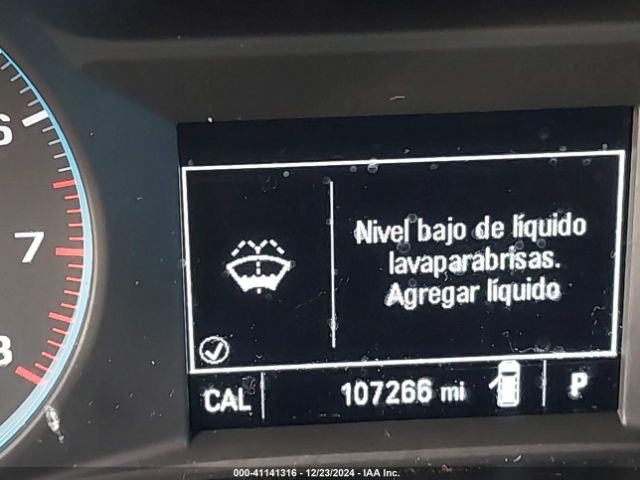 6
7
8
Nivel bajo de líquido
lavaparabrisas.
Agregar líquido
CAL
107266 mi
P
000-41141316 - 12/23/2024 - IAA Inc.